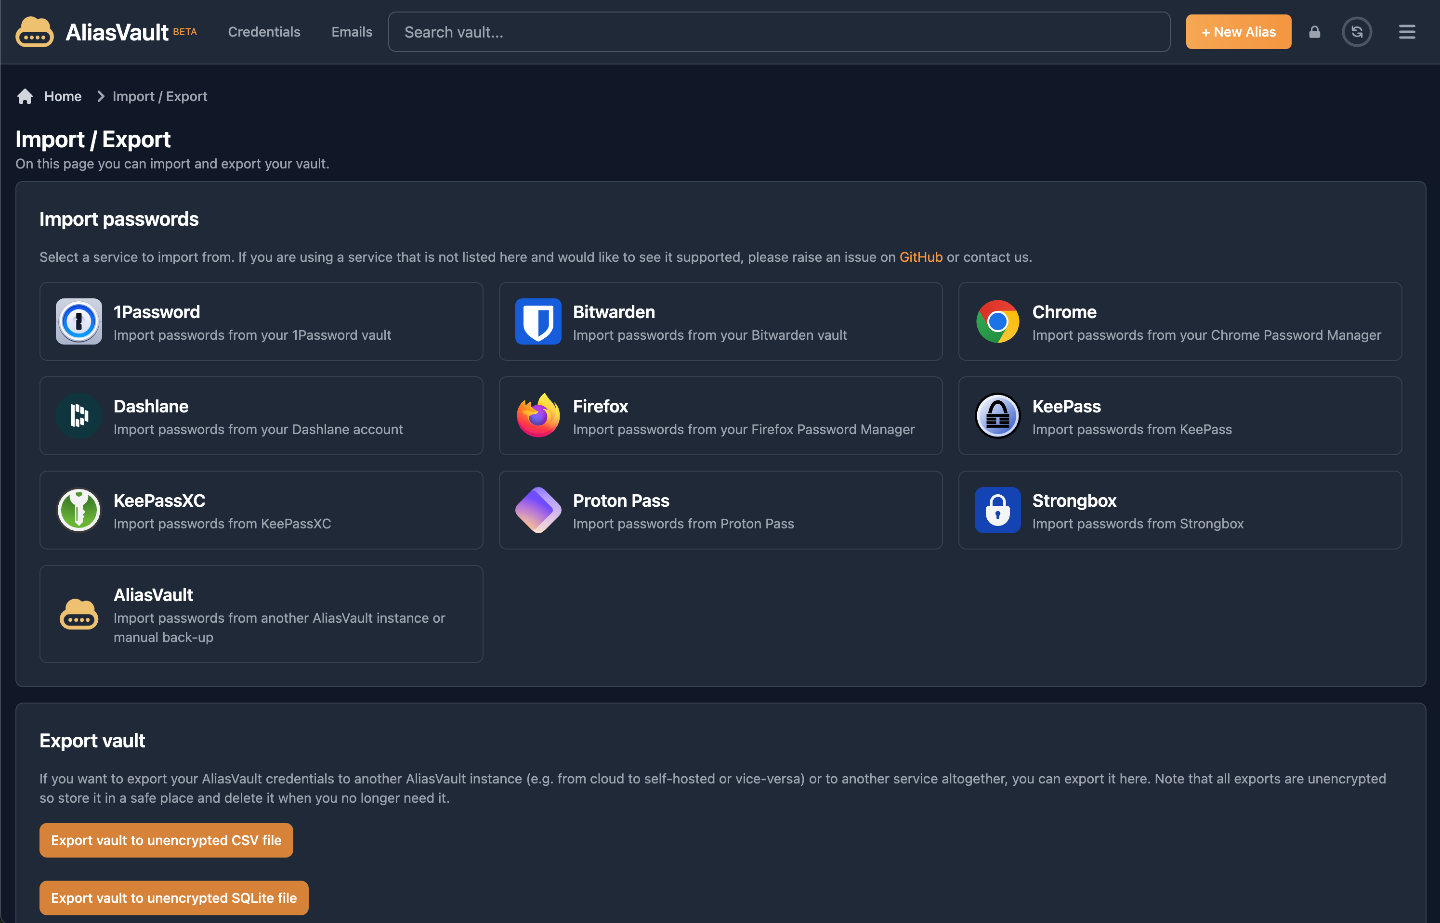 AliasVault BETA
Credentials
Emails
Search vault...
+ New Alias
Home
Import / Export
Import / Export
On this page you can import and export your vault.
Import passwords
Select a service to import from. If you are using a service that is not listed here and would like to see it supported, please raise an issue on GitHub or contact us.
1Password
Import passwords from your 1Password vault
Bitwarden
Import passwords from your Bitwarden vault
Chrome
Import passwords from your Chrome Password Manager
Dashlane
Import passwords from your Dashlane account
Firefox
Import passwords from your Firefox Password Manager
KeePass
Import passwords from KeePass
KeePassXC
Import passwords from KeePassXC
Proton Pass
Import passwords from Proton Pass
Strongbox
Import passwords from Strongbox
AliasVault
Import passwords from another AliasVault instance or
manual back-up
Export vault
If you want to export your AliasVault credentials to another AliasVault instance (e.g. from cloud to self-hosted or vice-versa) or to another service altogether, you can export it here. Note that all exports are unencrypted
so store it in a safe place and delete it when you no longer need it.
Export vault to unencrypted CSV file
Export vault to unencrypted SQLite file